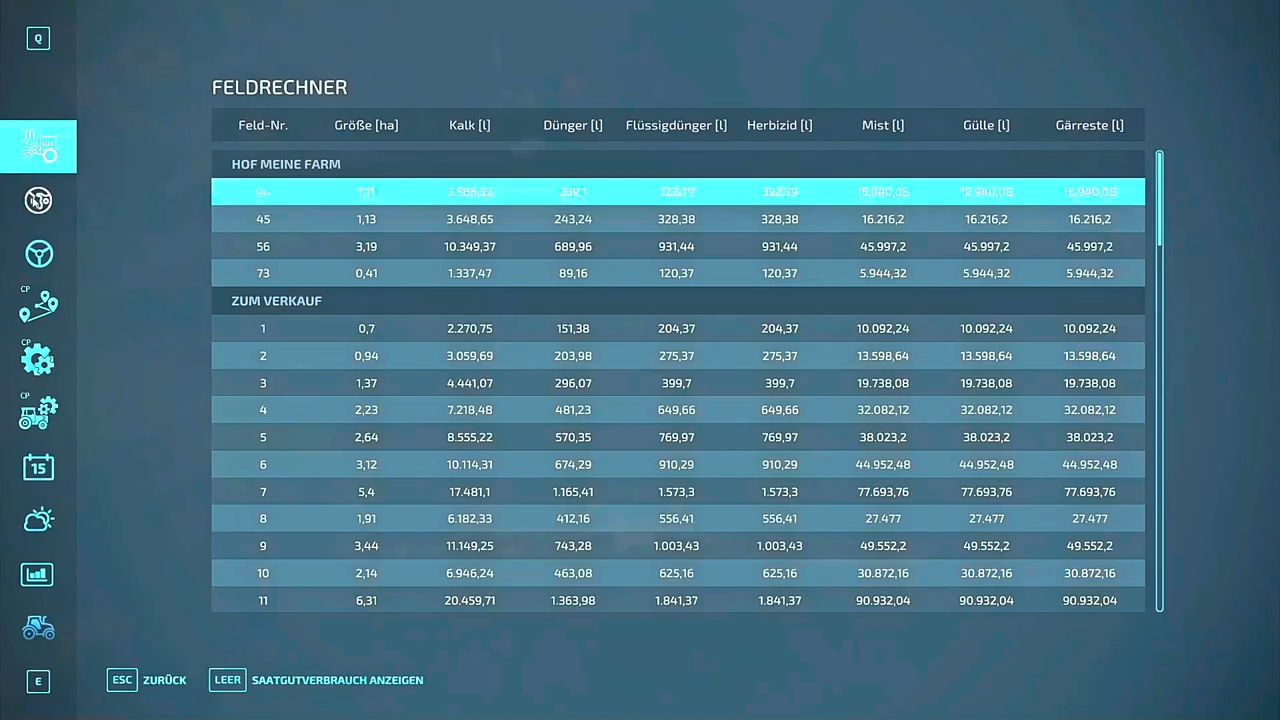 Q
FELDRECHNER
Feld-Nr. Größe [ha] Kalk [l] Dünger [l] Flüssigdünger [l] Herbizid [l] Mist [l] Gülle [l] Gärreste [l]
HOF MEINE FARM
44 1,11
45 1,13 3.648,65 243,24 328,38 328,38 16.216,2 16.216,2 16.216,2
56 3,19 10.349,37 689,96 931,44 931,44 45.997,2 45.997,2 45.997,2
73 0,41 1.337,47 89,16 120,37 120,37 5.944,32 5.944,32 5.944,32
ZUM VERKAUF
1 0,7 2.270,75 151,38 204,37 204,37 10.092,24 10.092,24 10.092,24
2 0,94 3.059,69 203,98 275,37 275,37 13.598,64 13.598,64 13.598,64
3 1,37 4.441,07 296,07 399,7 399,7 19.738,08 19.738,08 19.738,08
4 2,23 7.218,48 481,23 649,66 649,66 32.082,12 32.082,12 32.082,12
5 2,64 8.555,22 570,35 769,97 769,97 38.023,2 38.023,2 38.023,2
6 3,12 10.114,31 674,29 910,29 910,29 44.952,48 44.952,48 44.952,48
7 5,4 17.481,1 1.165,41 1.573,3 1.573,3 77.693,76 77.693,76 77.693,76
8 1,91 6.182,33 412,16 556,41 556,41 27.477 27.477 27.477
9 3,44 11.149,25 743,28 1.003,43 1.003,43 49.552,2 49.552,2 49.552,2
10 2,14 6.946,24 463,08 625,16 625,16 30.872,16 30.872,16 30.872,16
11 6,31 20.459,71 1.363,98 1.841,37 1.841,37 90.932,04 90.932,04 90.932,04
CP
CP
CP
15
E
ESC ZURÜCK LEER SAATGUTVERBRAUCH ANZEIGEN